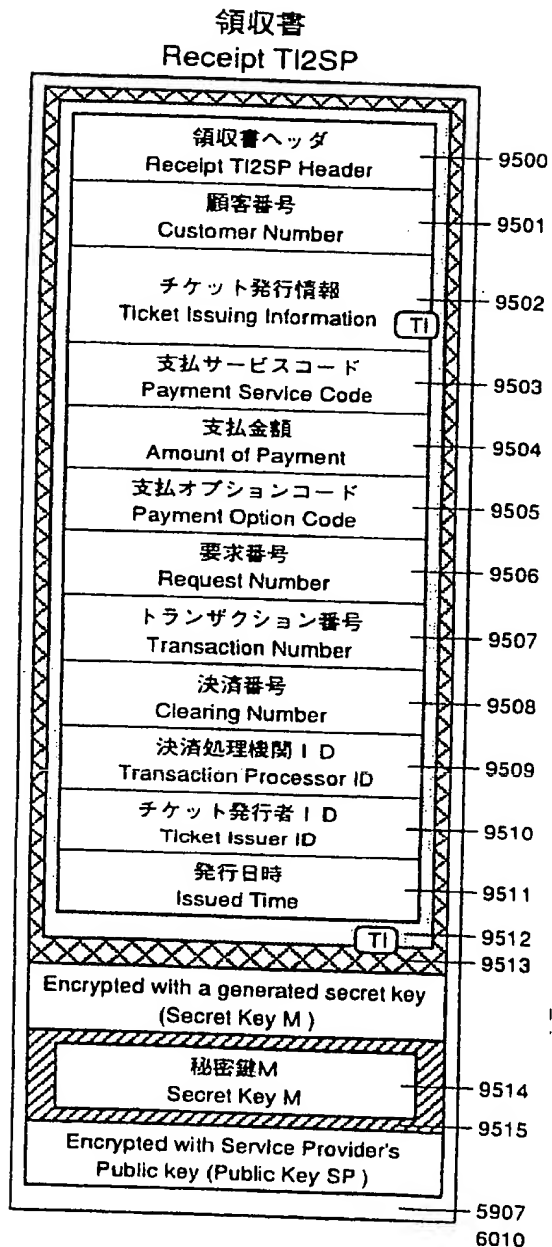 領収書
Receipt TI2SP
領収書ヘッダ
Receipt TI2SP Header
9500
顧客番号
Customer Number
9501
チケット発行情報
Ticket Issuing Information
TI
9502
支払サービスコード
Payment Service Code
9503
支払金額
Amount of Payment
9504
支払オプションコード
Payment Option Code
9505
要求番号
Request Number
9506
トランザクション番号
Transaction Number
9507
決済番号
Clearing Number
9508
決済処理機関ID
Transaction Processor ID
9509
チケット発行者ID
Ticket Issuer ID
9510
発行日時
Issued Time
9511
TI
9512
9513
Encrypted with a generated secret key
(Secret Key M )
秘密鍵M
Secret Key M
9514
9515
Encrypted with Service Provider's
Public key (Public Key SP )
5907
6010